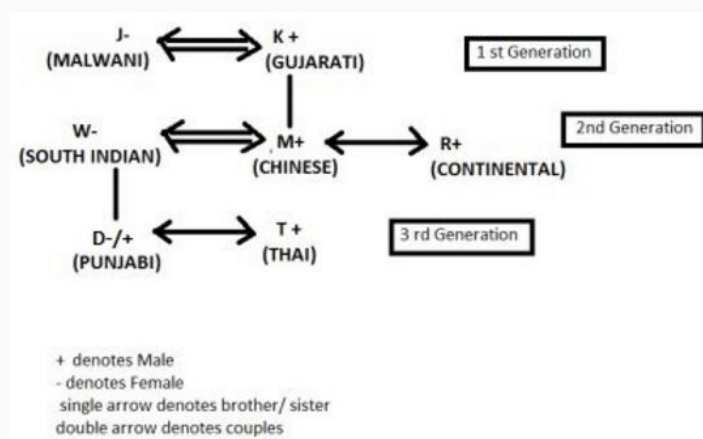 J- K +
(MALWANI) (GUJARATI) 1 st Generation
W- M+ R+ 2nd Generation
(SOUTH INDIAN) (CHINESE) (CONTINENTAL)
D-/+ T + 3 rd Generation
(PUNJABI) (THAI)
+ denotes Male
- denotes Female
single arrow denotes brother/ sister
double arrow denotes couples